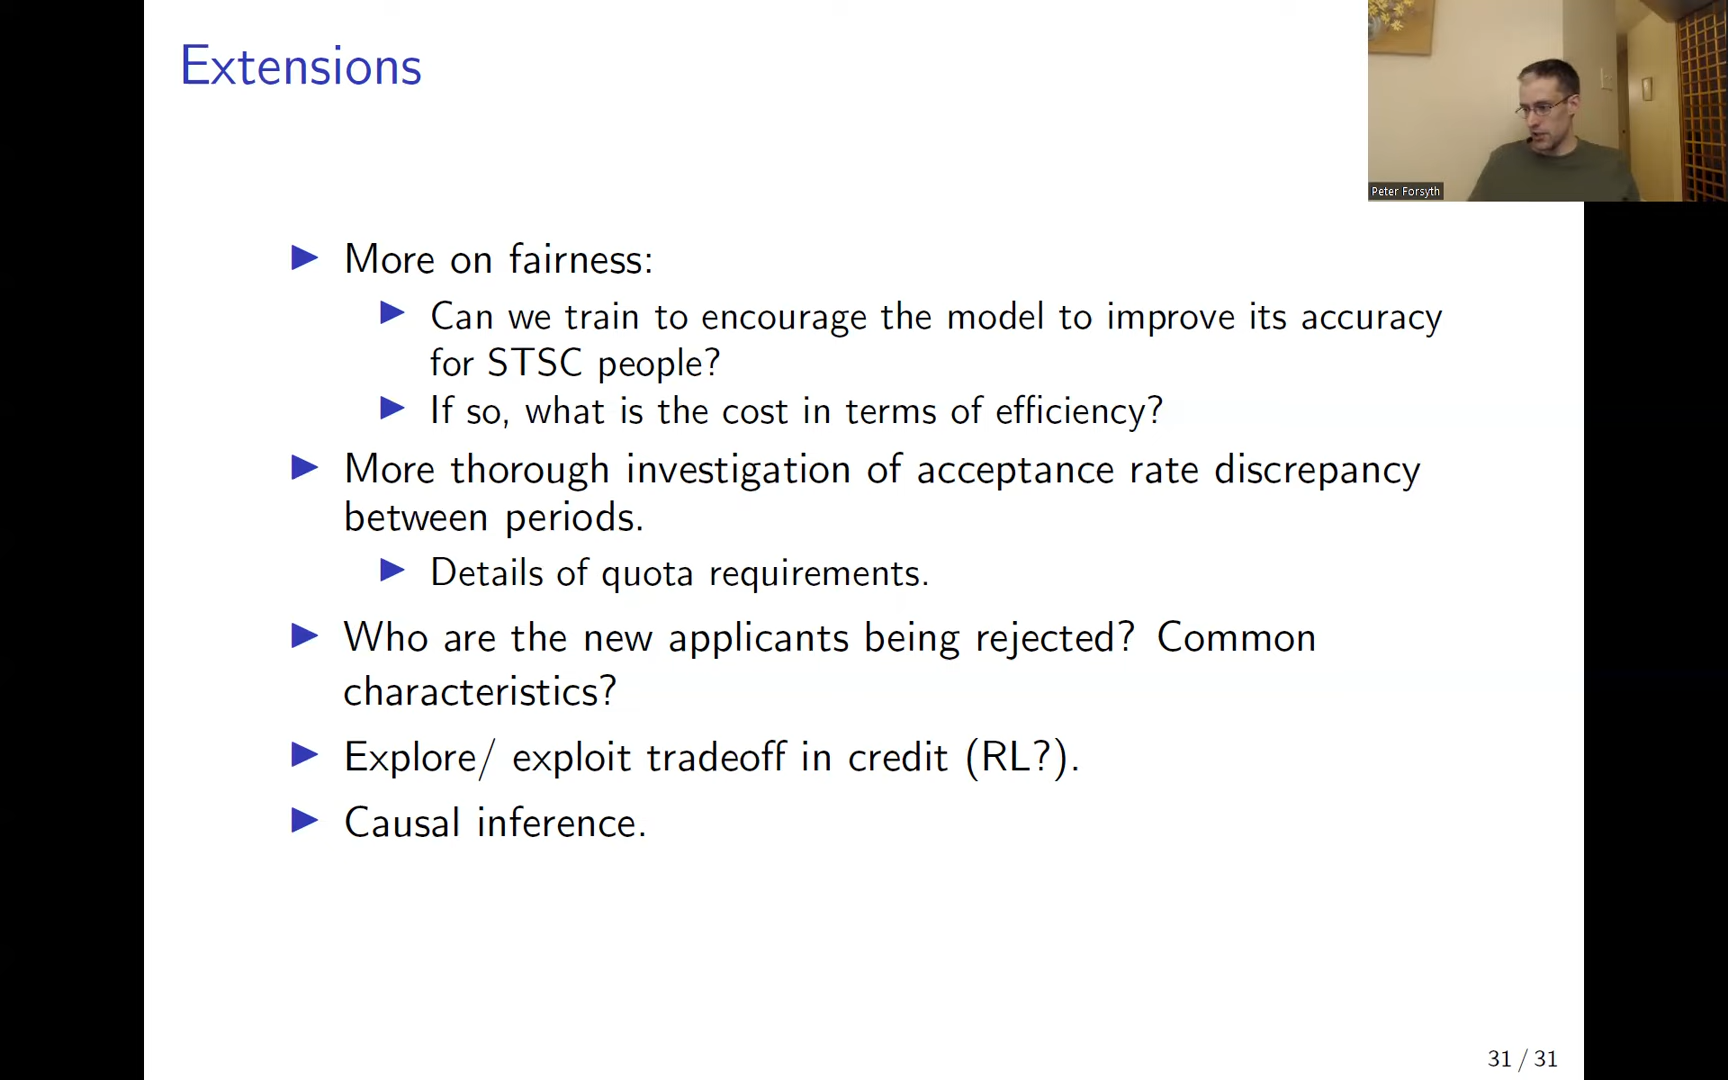 Extensions
Peter Forsyth
More on fairness:
Can we train to encourage the model to improve its accuracy
for STSC people?
If so, what is the cost in terms of efficiency?
More thorough investigation of acceptance rate discrepancy
between periods.
Details of quota requirements.
Who are the new applicants being rejected? Common
characteristics?
Explore/ exploit tradeoff in credit (RL?).
Causal inference.
31 / 31